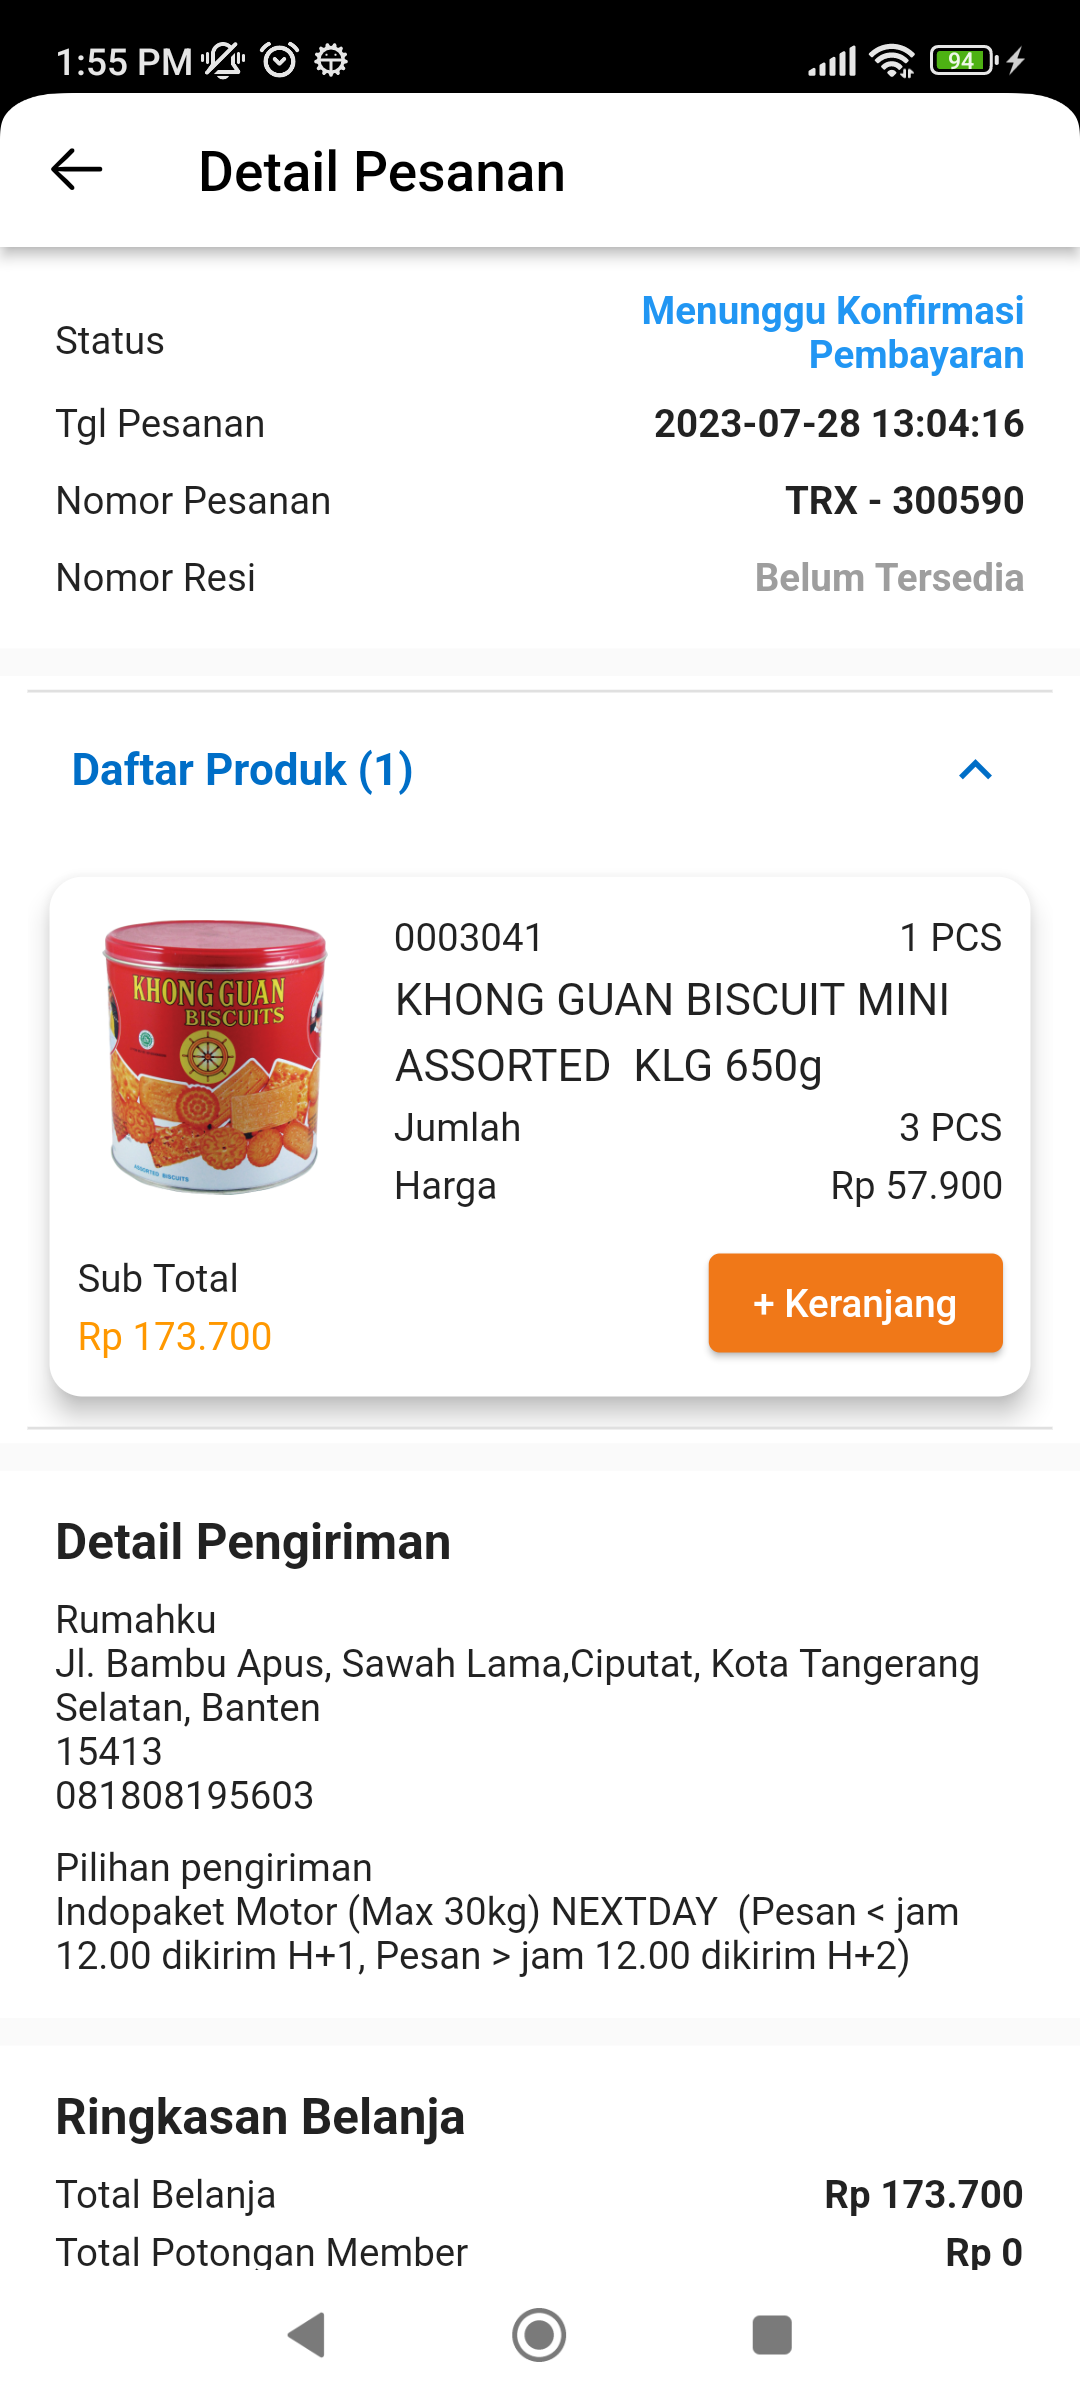 1:55 PM
94
Detail Pesanan
Status
Menunggu Konfirmasi
Pembayaran
Tgl Pesanan 2023-07-28 13:04:16
Nomor Pesanan TRX - 300590
Nomor Resi Belum Tersedia
Daftar Produk (1)
KHONG GUAN
BISCUITS
ASSORTED BISCUITS
0003041 1 PCS
KHONG GUAN BISCUIT MINI
ASSORTED  KLG 650g
Jumlah 3 PCS
Harga Rp 57.900
Sub Total
Rp 173.700
+ Keranjang
Detail Pengiriman
Rumahku
Jl. Bambu Apus, Sawah Lama,Ciputat, Kota Tangerang
Selatan, Banten
15413
081808195603
Pilihan pengiriman
Indopaket Motor (Max 30kg) NEXTDAY  (Pesan < jam
12.00 dikirim H+1, Pesan > jam 12.00 dikirim H+2)
Ringkasan Belanja
Total Belanja Rp 173.700
Total Potongan Member Rp 0